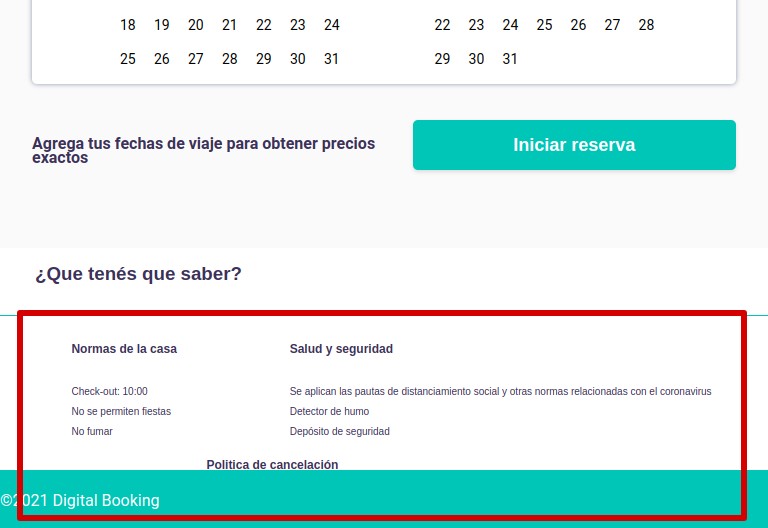 18 19 20 21 22 23 24 22 23 24 25 26 27 28
25 26 27 28 29 30 31 29 30 31
Agrega tus fechas de viaje para obtener precios
exactos
Iniciar reserva
¿Que tenés que saber?
Normas de la casa
Check-out: 10:00
No se permiten fiestas
No fumar
Salud y seguridad
Se aplican las pautas de distanciamiento social y otras normas relacionadas con el coronavirus
Detector de humo
Depósito de seguridad
Politica de cancelación
©2021 Digital Booking